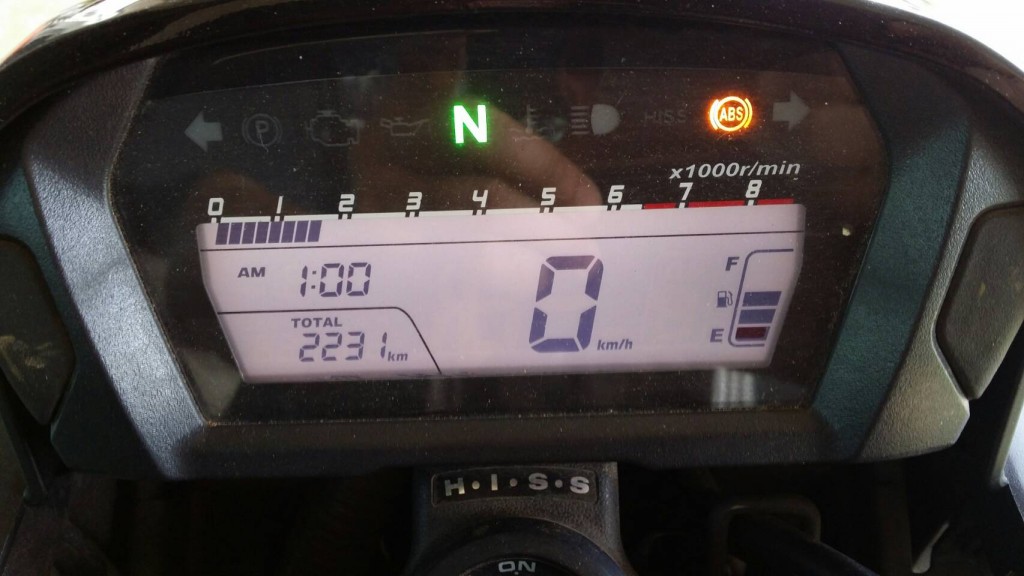 P
N
HISS
ABS
x1000r/min
0 1 2 3 4 5 6 7 8
AM 1:00
TOTAL
2231 km
0 km/h
F
E
H·I·S·S
ON